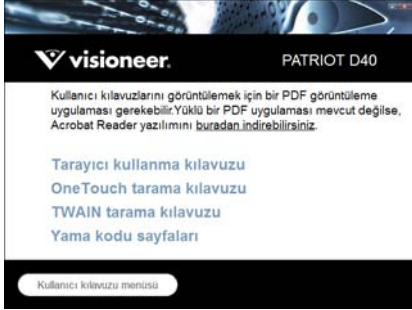 visioneer.
PATRIOT D40
Kullanıcı kılavuzlarını görüntülemek için bir PDF görüntüleme
uygulaması gerekebilir.Yüklü bir PDF uygulaması mevcut değilse,
Acrobat Reader yazılımını buradan indirebilirsiniz.
Tarayıcı kullanma kılavuzu
OneTouch tarama kılavuzu
TWAIN tarama kılavuzu
Yama kodu sayfaları
Kullanıcı kılavuzu menüsü